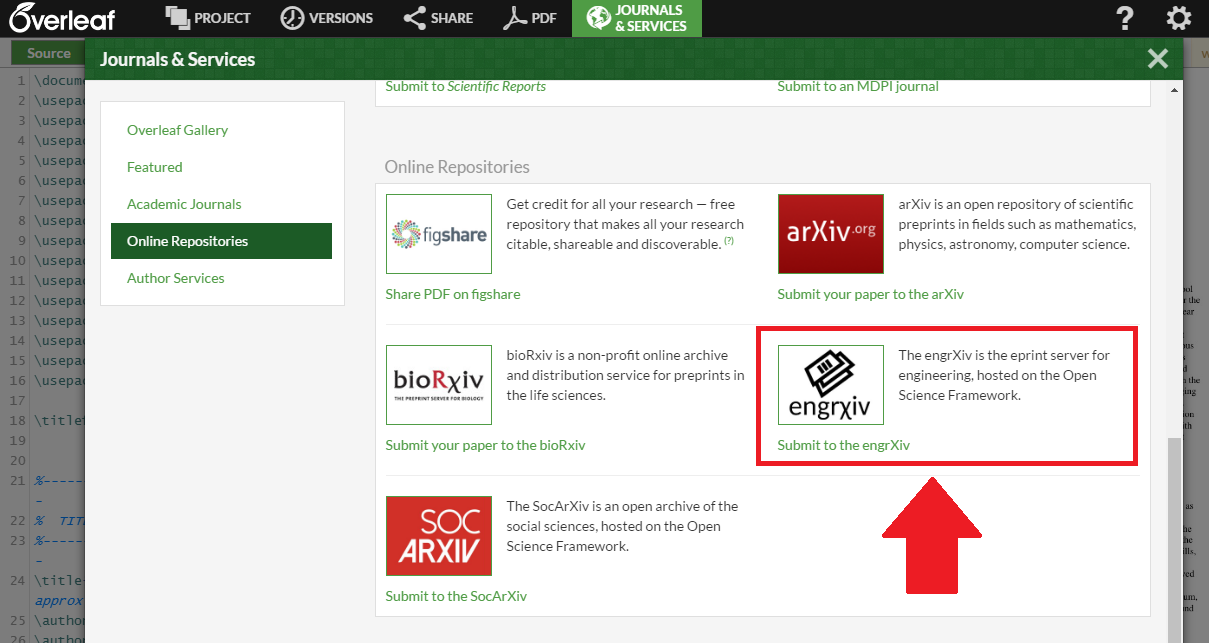 Overleaf
PROJECT
VERSIONS
SHARE
PDF
JOURNALS
& SERVICES
?
Source
Journals & Services
Overleaf Gallery
Featured
Academic Journals
Online Repositories
Author Services
Submit to Scientific Reports
Submit to an MDPI journal
Online Repositories
figshare
Get credit for all your research — free
repository that makes all your research
citable, shareable and discoverable. (?)
Share PDF on figshare
arXiv.org
arXiv is an open repository of scientific
preprints in fields such as mathematics,
physics, astronomy, computer science.
Submit your paper to the arXiv
bioRxiv
THE PREPRINT SERVER FOR BIOLOGY
bioRxiv is a non-profit online archive
and distribution service for preprints in
the life sciences.
Submit your paper to the bioRxiv
engrxiv
The engrXiv is the eprint server for
engineering, hosted on the Open
Science Framework.
Submit to the engrXiv
SOC
ARXIV
The SocArXiv is an open archive of the
social sciences, hosted on the Open
Science Framework.
Submit to the SocArXiv
1 \docum
2 \usepac
3 \usepac
4 \usepac
5 \usepac
6 \usepac
7 \usepac
8 \usepac
9 \usepac
10 \usepac
11 \usepac
12 \usepac
13 \usepac
14 \usepac
15 \usepac
16 \usepac
17
18 \titlef
19
20
21 %-----
-
22 % TITL
23 %-----
-
24 \title
approx
25 \autho
26 \autho